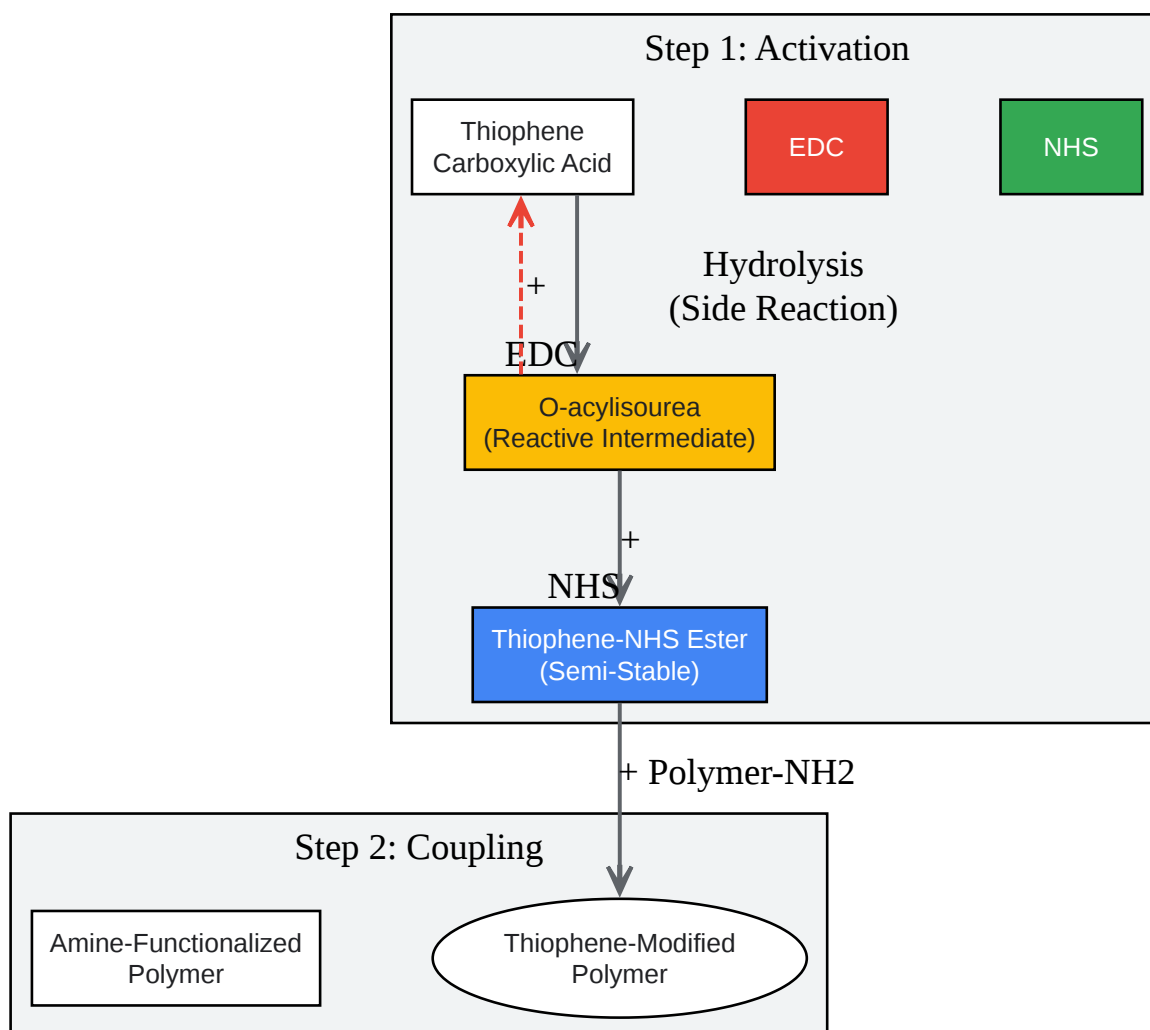 Step 1: Activation
Thiophene
Carboxylic Acid
EDC
NHS
Hydrolysis
(Side Reaction)
+
EDC
O-acylisourea
(Reactive Intermediate)
+
NHS
Thiophene-NHS Ester
(Semi-Stable)
+ Polymer-NH2
Step 2: Coupling
Amine-Functionalized
Polymer
Thiophene-Modified
Polymer